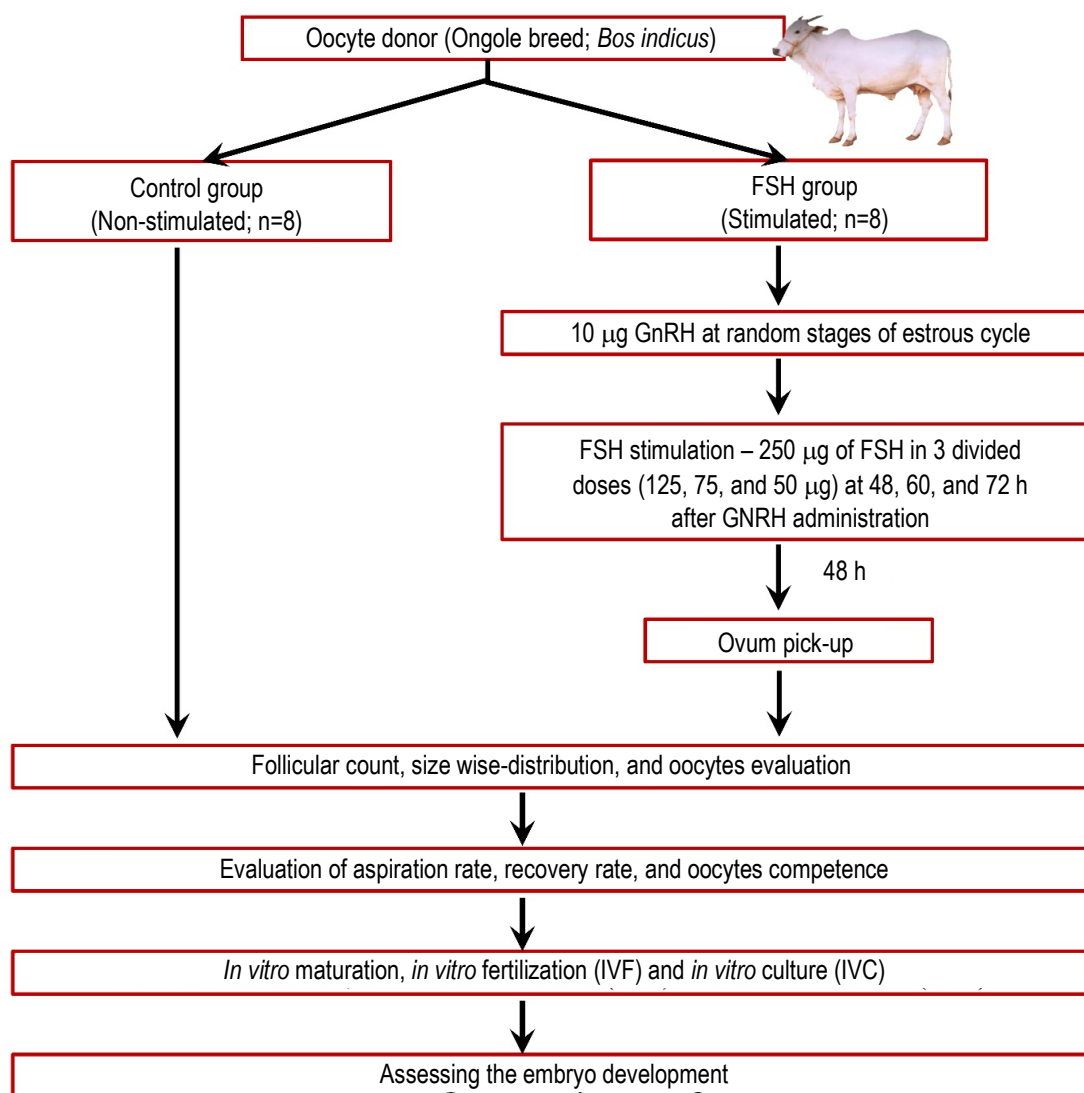 Oocyte donor (Ongole breed; Bos indicus)
Control group
(Non-stimulated; n=8)
FSH group
(Stimulated; n=8)
10 μg GnRH at random stages of estrous cycle
FSH stimulation – 250 μg of FSH in 3 divided
doses (125, 75, and 50 μg) at 48, 60, and 72 h
after GNRH administration
48 h
Ovum pick-up
Follicular count, size wise-distribution, and oocytes evaluation
Evaluation of aspiration rate, recovery rate, and oocytes competence
In vitro maturation, in vitro fertilization (IVF) and in vitro culture (IVC)
Assessing the embryo development